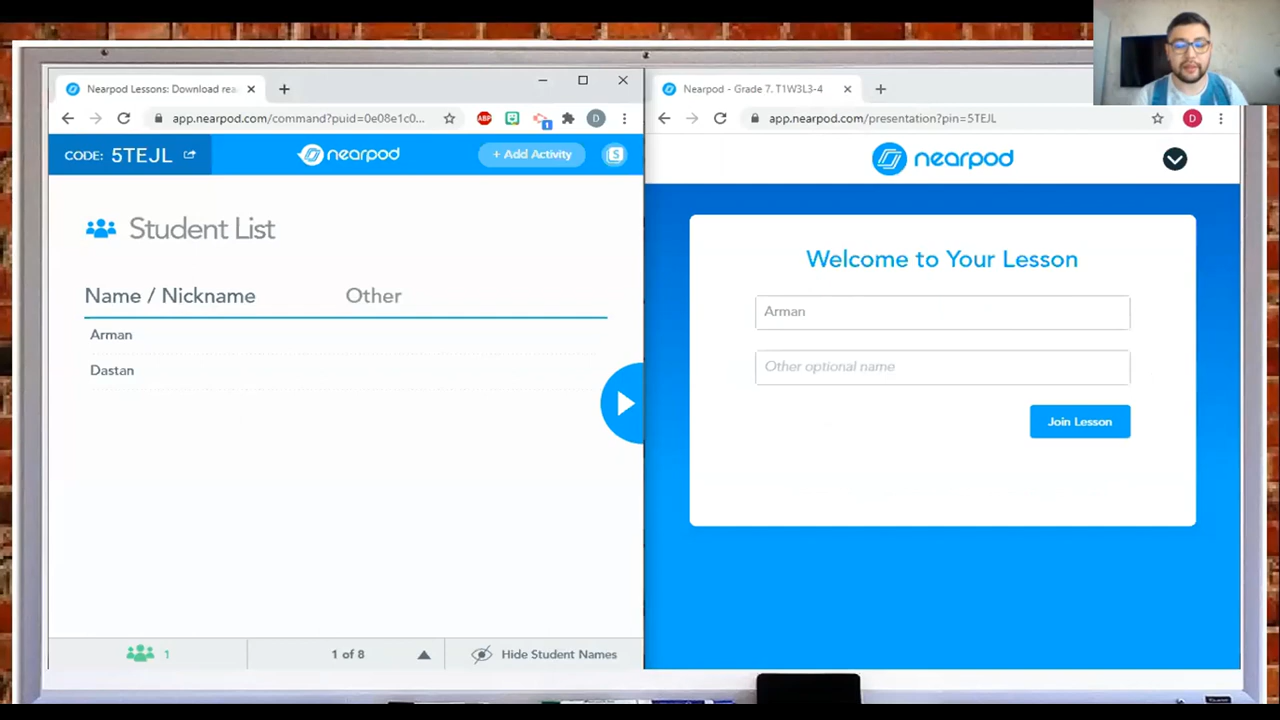 Nearpod Lessons: Download rea
app.nearpod.com/command?puid=0e08e1c0...
ABP
1
D
CODE: 5TEJL
nearpod
+ Add Activity
S
Student List
Name / Nickname Other
Arman
Dastan
1
1 of 8
Hide Student Names
Nearpod - Grade 7. T1W3L3-4
app.nearpod.com/presentation?pin=5TEJL
D
nearpod
Welcome to Your Lesson
Arman
Other optional name
Join Lesson